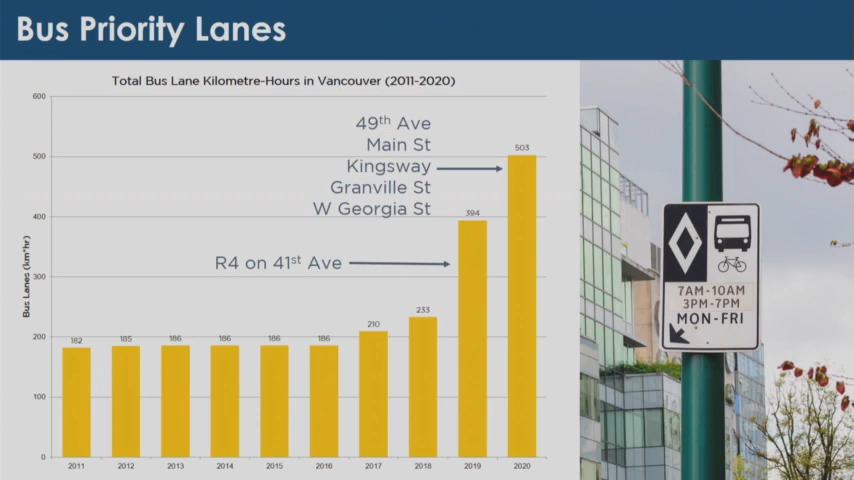 Bus Priority Lanes
Total Bus Lane Kilometre-Hours in Vancouver (2011-2020)
Bus Lanes (km*hr)
600
500
400
300
200
100
0
182
185
186
186
186
186
210
233
394
503
49th Ave
Main St
Kingsway
Granville St
W Georgia St
R4 on 41st Ave
2011
2012
2013
2014
2015
2016
2017
2018
2019
2020
7AM-10AM
3PM-7PM
MON-FRI